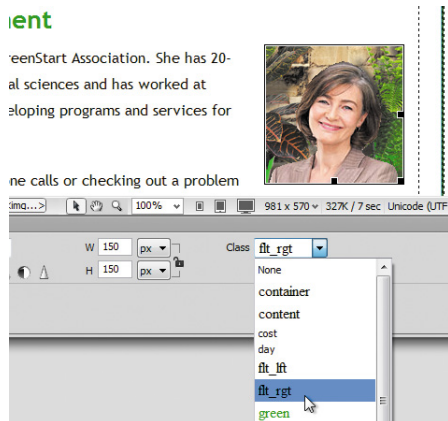 ent
reenStart Association. She has 20-
al sciences and has worked at
eloping programs and services for
ne calls or checking out a problem
img...>
100%
981 x 570
327K / 7 sec
Unicode (UTF
W 150 px
Class flt_rgt
H 150 px
None
container
content
cost
day
flt_lft
flt_rgt
green